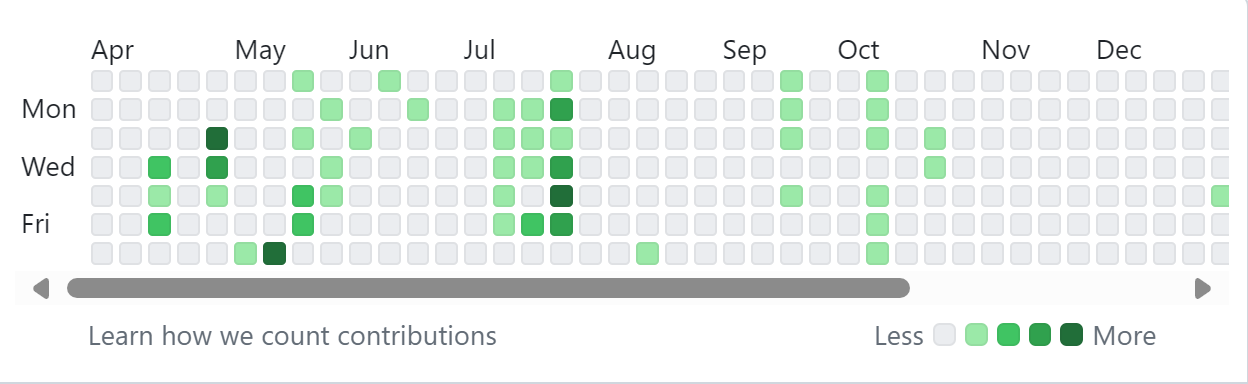 Apr May Jun Jul Aug Sep Oct Nov Dec
Mon
Wed
Fri
Learn how we count contributions
Less More